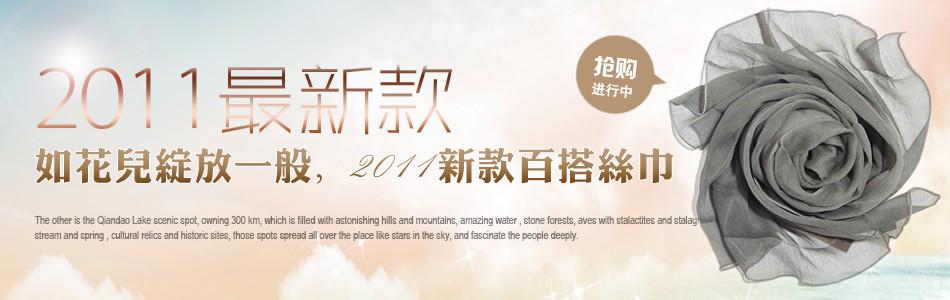 2011最新款
抢购
进行中
如花兒綻放一般，2011新款百搭絲巾
The other is the Qiandao Lake scenic spot, owning 300 km, which is filled with astonishing hills and mountains, amazing water , stone forests, aves with stalactites and stalagm
stream and spring , cultural relics and historic sites, those spots spread all over the place like stars in the sky, and fascinate the people deeply.